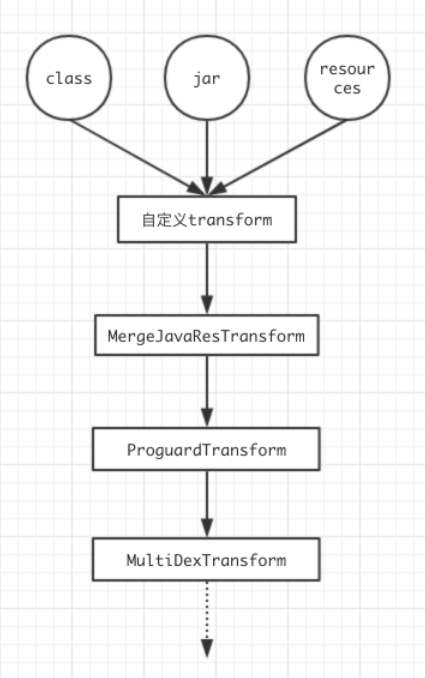 class
jar
resour
ces
自定义transform
MergeJavaResTransform
ProguardTransform
MultiDexTransform